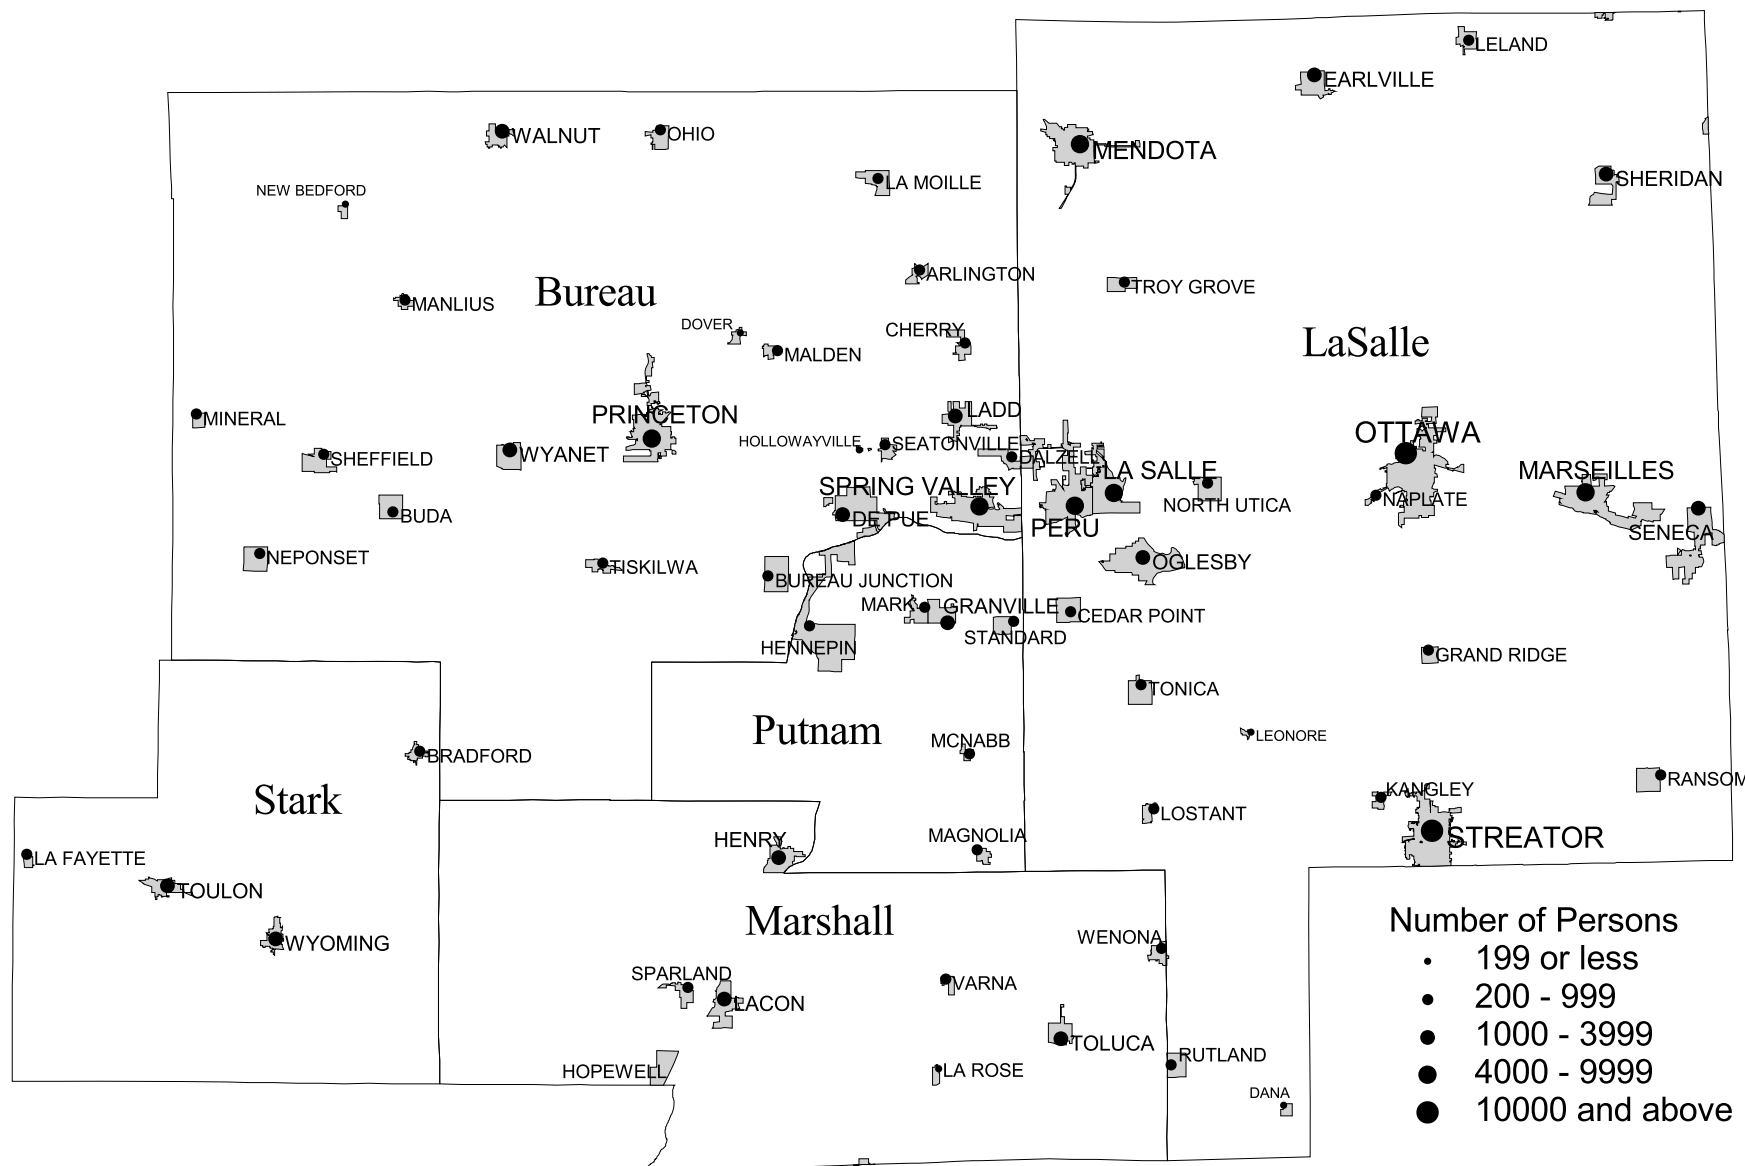 LELAND
EARLVILLE
WALNUT
OHIO
MENDOTA
LA MOILLE
SHERIDAN
NEW BEDFORD
ARLINGTON
TROY GROVE
Bureau
MANLIUS
DOVER
CHERRY
LaSalle
MALDEN
PRINCETON
LADD
MINERAL
OTTAWA
HOLLOWAYVILLE
SEATONVILLE
WYANET
SHEFFIELD
DALZELL
LA SALLE
MARSEILLES
SPRING VALLEY
NAPLATE
NORTH UTICA
BUDA
DE PUE
PERU
SENECA
NEPONSET
TISKILWA
OGLESBY
BUREAU JUNCTION
MARK
GRANVILLE
CEDAR POINT
STANDARD
HENNEPIN
GRAND RIDGE
TONICA
Putnam
LEONORE
MCNABB
BRADFORD
RANSOM
Stark
KANGLEY
LOSTANT
HENRY
MAGNOLIA
STREATOR
LA FAYETTE
TOULON
Marshall
WYOMING
WENONA
SPARLAND
VARNA
LACON
TOLUCA
RUTLAND
HOPEWELL
LA ROSE
DANA
Number of Persons
199 or less
200 - 999
1000 - 3999
4000 - 9999
10000 and above